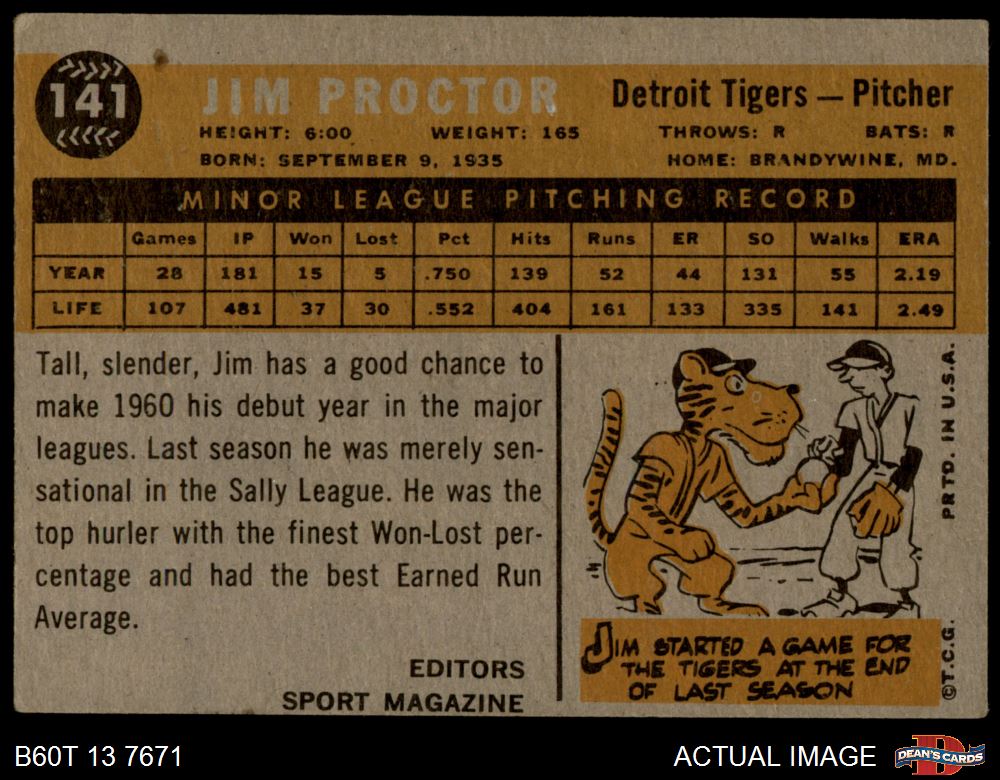 141
JIM PROCTOR
Detroit Tigers — Pitcher
HEIGHT: 6:00 WEIGHT: 165 THROWS: R BATS: R
BORN: SEPTEMBER 9, 1935 HOME: BRANDYWINE, MD.
MINOR LEAGUE PITCHING RECORD
Games IP Won Lost Pct Hits Runs ER SO Walks ERA
YEAR 28 181 15 5 .750 139 52 44 131 55 2.19
LIFE 107 481 37 30 .552 404 161 133 335 141 2.49
Tall, slender, Jim has a good chance to
make 1960 his debut year in the major
leagues. Last season he was merely sen-
sational in the Sally League. He was the
top hurler with the finest Won-Lost per-
centage and had the best Earned Run
Average.
EDITORS
SPORT MAGAZINE
JIM STARTED A GAME FOR
THE TIGERS AT THE END
OF LAST SEASON
PRTD. IN U.S.A.
©T.C.G.
B60T 13 7671
ACTUAL IMAGE
D
DEAN'S CARDS